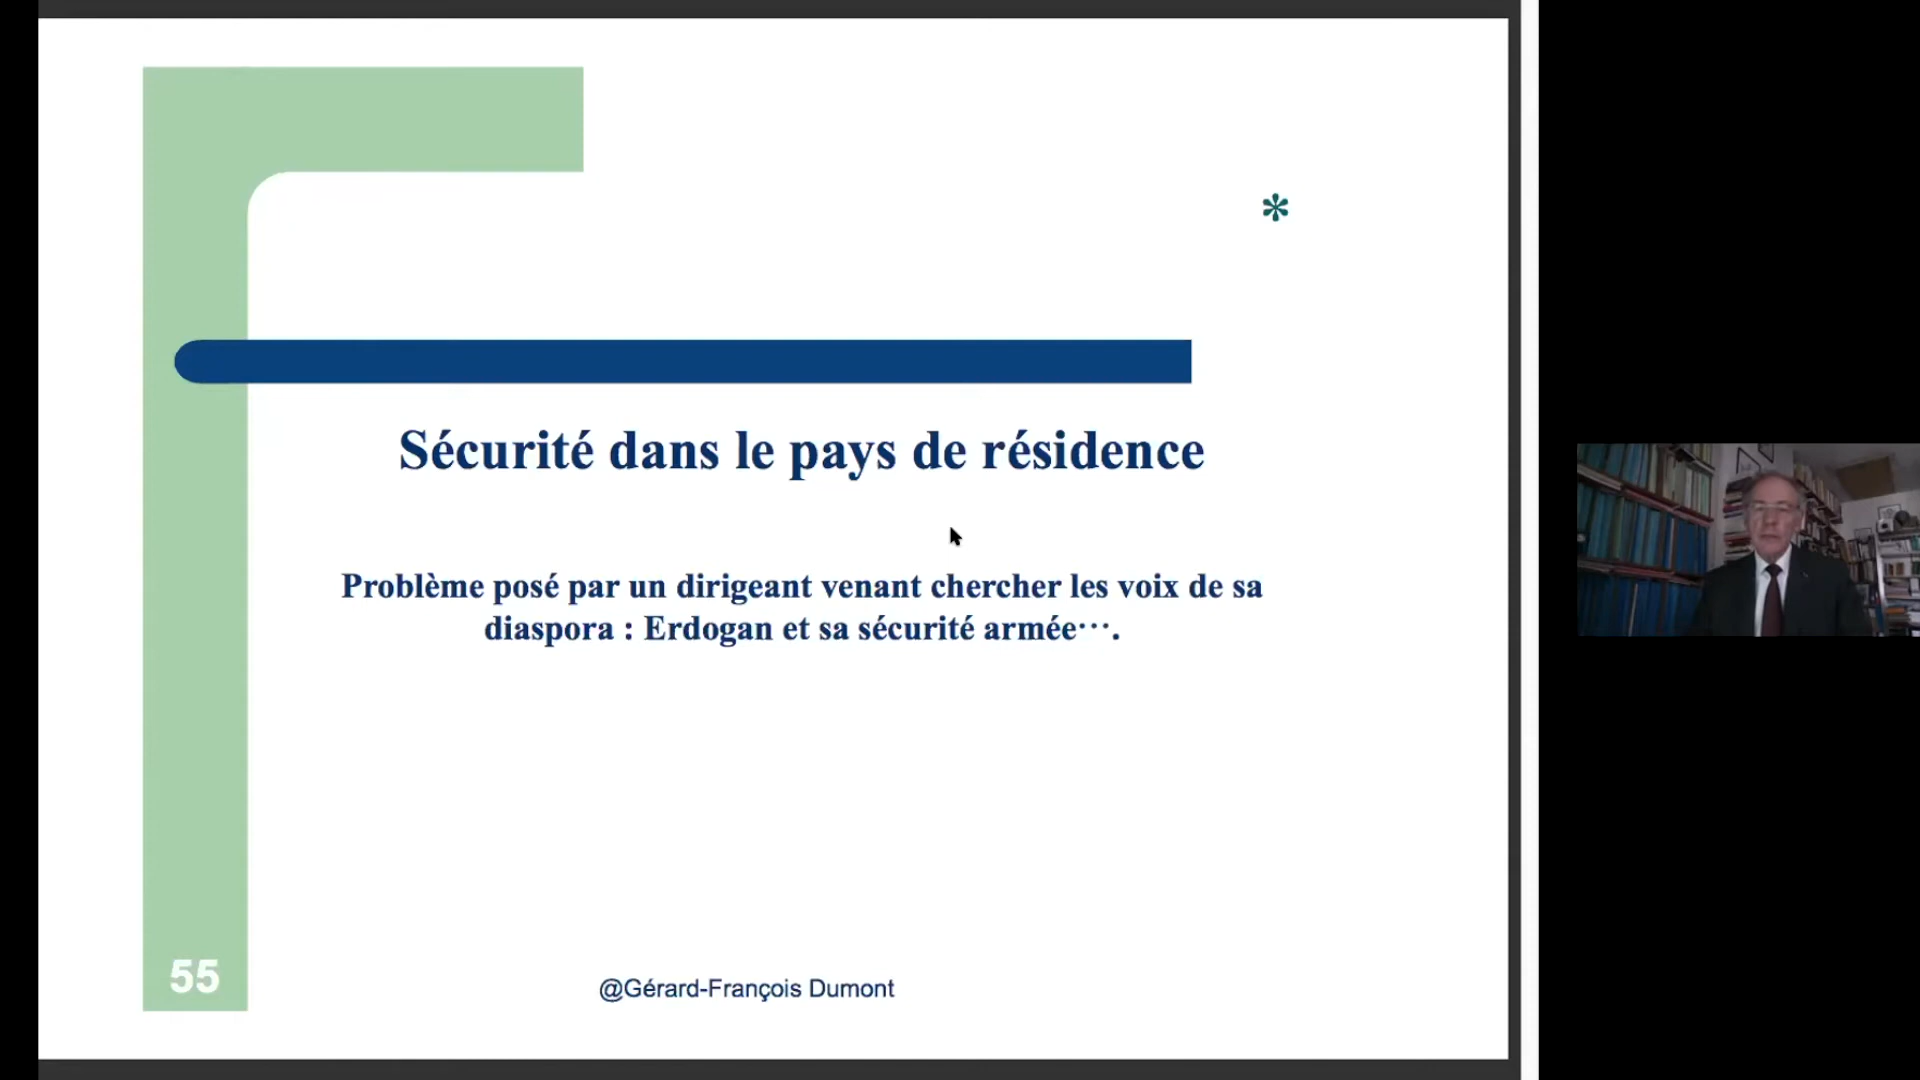 *
Sécurité dans le pays de résidence
Problème posé par un dirigeant venant chercher les voix de sa
diaspora : Erdogan et sa sécurité armée···.
55
@Gérard-François Dumont